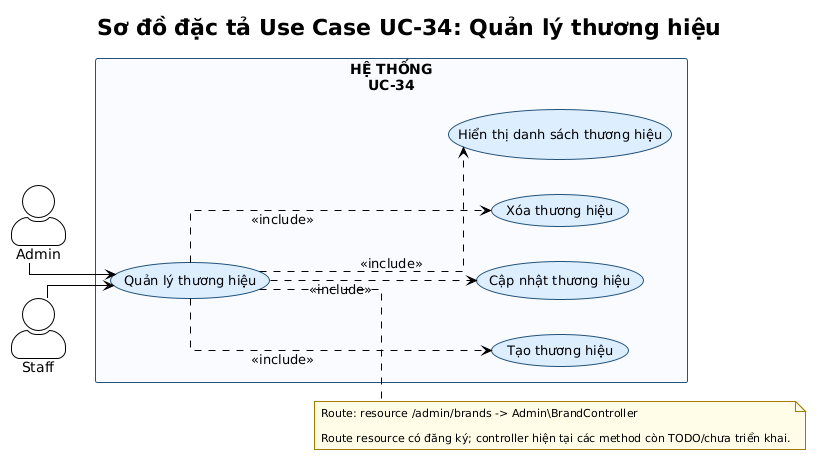 Sơ đồ đặc tả Use Case UC-34: Quản lý thương hiệu
HỆ THỐNG
UC-34
Hiển thị danh sách thương hiệu
Xóa thương hiệu
«include»
Admin
«include»
Quản lý thương hiệu
Cập nhật thương hiệu
«include»
Tạo thương hiệu
«include»
Staff
Route: resource /admin/brands -> Admin\BrandController
Route resource có đăng ký; controller hiện tại các method còn TODO/chưa triển khai.